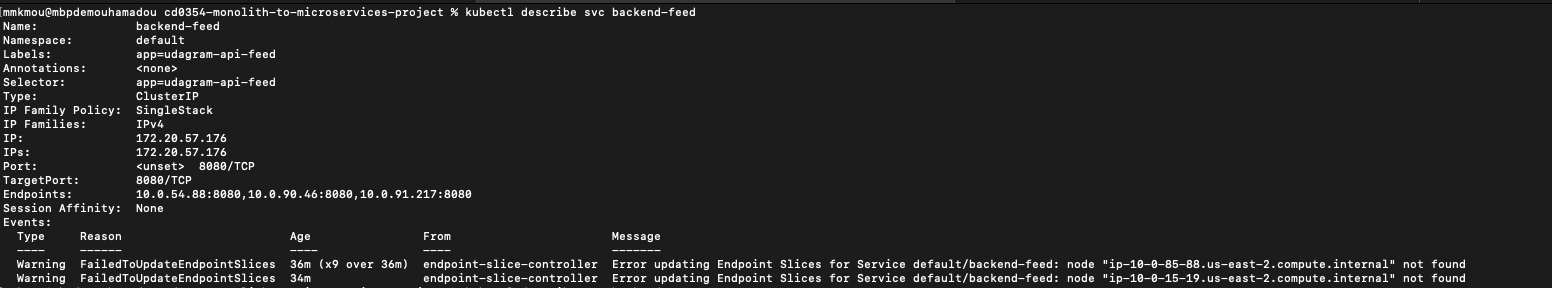 [mmkmou@mbpdemouhamadou cd0354-monolith-to-microservices-project % kubectl describe svc backend-feed
Name:              backend-feed
Namespace:         default
Labels:            app=udagram-api-feed
Annotations:       <none>
Selector:          app=udagram-api-feed
Type:              ClusterIP
IP Family Policy:  SingleStack
IP Families:       IPv4
IP:                172.20.57.176
IPs:               172.20.57.176
Port:              <unset>  8080/TCP
TargetPort:        8080/TCP
Endpoints:         10.0.54.88:8080,10.0.90.46:8080,10.0.91.217:8080
Session Affinity:  None
Events:
  Type     Reason                        Age                From                       Message
  ----     ------                        ----               ----                       -------
  Warning  FailedToUpdateEndpointSlices  36m (x9 over 36m)  endpoint-slice-controller  Error updating Endpoint Slices for Service default/backend-feed: node "ip-10-0-85-88.us-east-2.compute.internal" not found
  Warning  FailedToUpdateEndpointSlices  34m                endpoint-slice-controller  Error updating Endpoint Slices for Service default/backend-feed: node "ip-10-0-15-19.us-east-2.compute.internal" not found